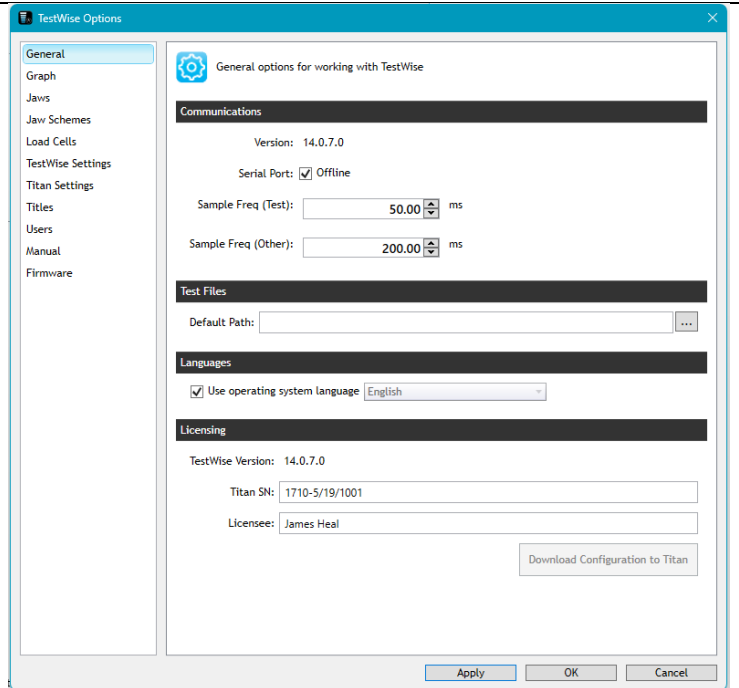 TestWise Options
General
Graph
Jaws
Jaw Schemes
Load Cells
TestWise Settings
Titan Settings
Titles
Users
Manual
Firmware
General options for working with TestWise
Communications
Version: 14.0.7.0
Serial Port: Offline
Sample Freq (Test): 50.00 ms
Sample Freq (Other): 200.00 ms
Test Files
Default Path: ...
Languages
Use operating system language English
Licensing
TestWise Version: 14.0.7.0
Titan SN: 1710-5/19/1001
Licensee: James Heal
Download Configuration to Titan
Apply OK Cancel